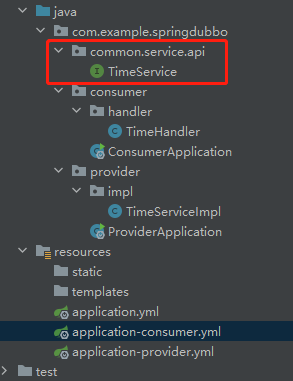 java
com.example.springdubbo
common.service.api
TimeService
consumer
handler
TimeHandler
ConsumerApplication
provider
impl
TimeServiceImpl
ProviderApplication
resources
static
templates
application.yml
application-consumer.yml
application-provider.yml
test